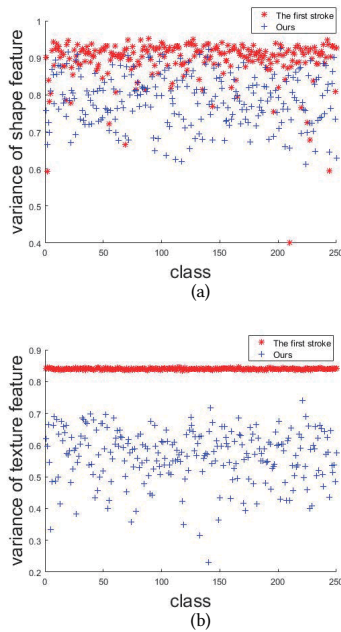 The first stroke
Ours
variance of shape feature
1
0.9
0.8
0.7
0.6
0.5
0.4
0
50
100
150
200
250
class
(a)
The first stroke
Ours
variance of texture feature
0.9
0.8
0.7
0.6
0.5
0.4
0.3
0.2
0
50
100
150
200
250
class
(b)